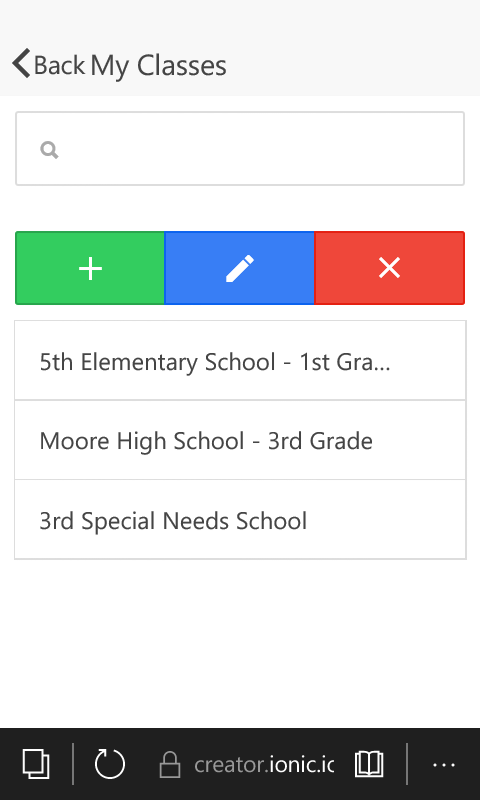 Back My Classes
5th Elementary School - 1st Gra...
Moore High School - 3rd Grade
3rd Special Needs School
creator.ionic.ic